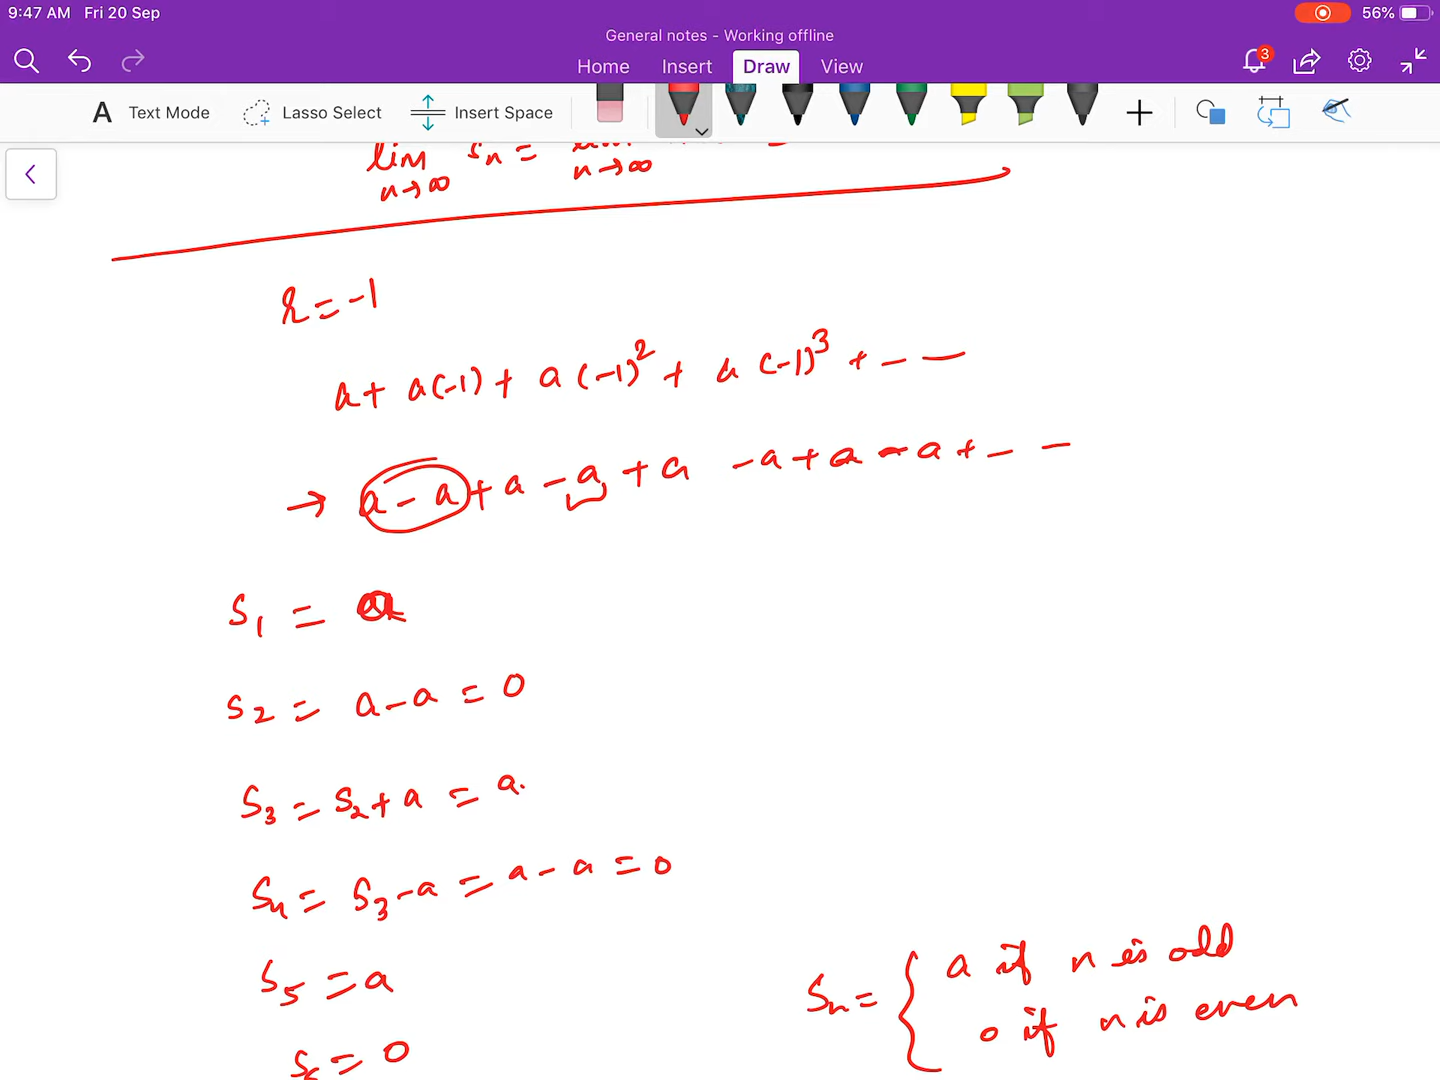 9:47 AM Fri 20 Sep 56%
General notes - Working offline
Home Insert Draw View 3
A Text Mode Lasso Select Insert Space
lim Sn =
n→∞ n→∞
r = -1
a + a(-1) + a(-1)² + a(-1)³ + - -
→ a - a + a - a + a - a + a - a + - -
S₁ = a
S₂ = a - a = 0
S₃ = S₂ + a = a.
S₄ = S₃ - a = a - a = 0
S₅ = a
Sn = { a if n is odd
0 if n is even
S₆ = 0